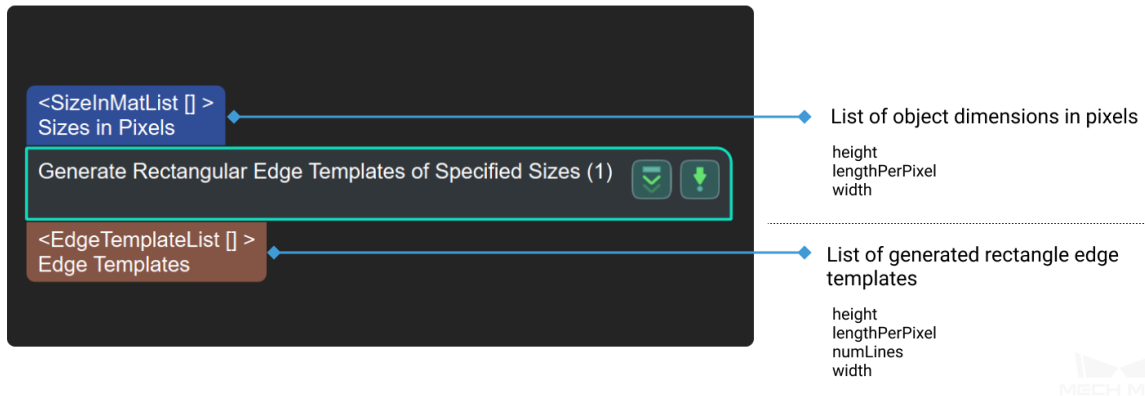 <SizeInMatList [] >
Sizes in Pixels
Generate Rectangular Edge Templates of Specified Sizes (1)
<EdgeTemplateList [] >
Edge Templates
List of object dimensions in pixels
height
lengthPerPixel
width
List of generated rectangle edge
templates
height
lengthPerPixel
numLines
width
MECH M